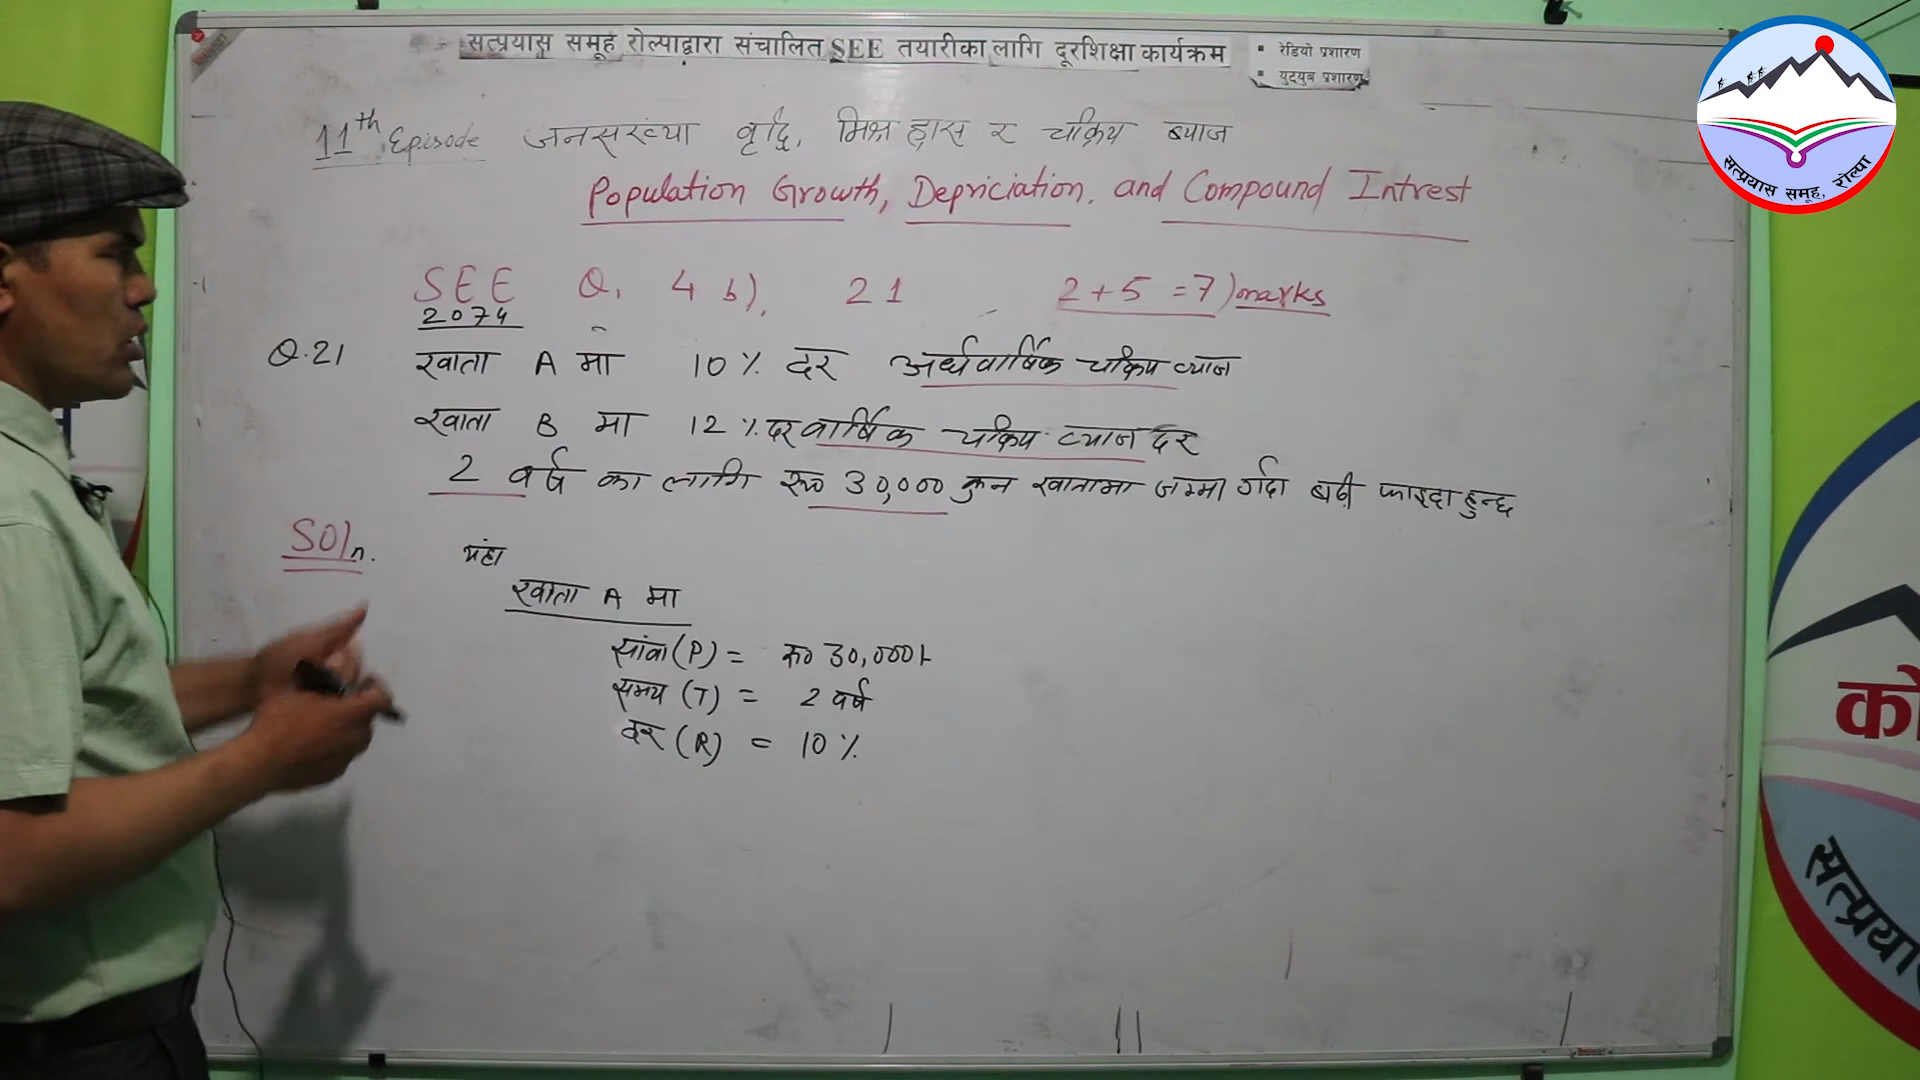 सत्प्रयास समूह रोल्पाद्वारा संचालित SEE तयारीका लागि दूरशिक्षा कार्यक्रम
▪ रेडियो प्रशारण
▪ युट्युब प्रशारण
11th Episode जनसख्या वृद्धि, मिश्र ह्रास र चक्रिय ब्याज
Population Growth, Depriciation, and Compound Intrest
SEE Q. 4 b), 21 2+5 =7) marks
2074
Q.21 खाता A मा 10 % दर अर्धवार्षिक चक्रिय व्याज
खाता B मा 12 % दर वार्षिक चक्रिय व्याज दर
2 वर्ष का लागि रू 30,000 कुन खातामा जम्मा गर्दा बढी फाइदा हुन्छ
Soln. यहा
खाता A मा
सांवा (P) = रू 30,000/-
समय (T) = 2 वर्ष
दर (R) = 10 %
सत्प्रयास समूह, रोल्पा
को
सत्प्रया